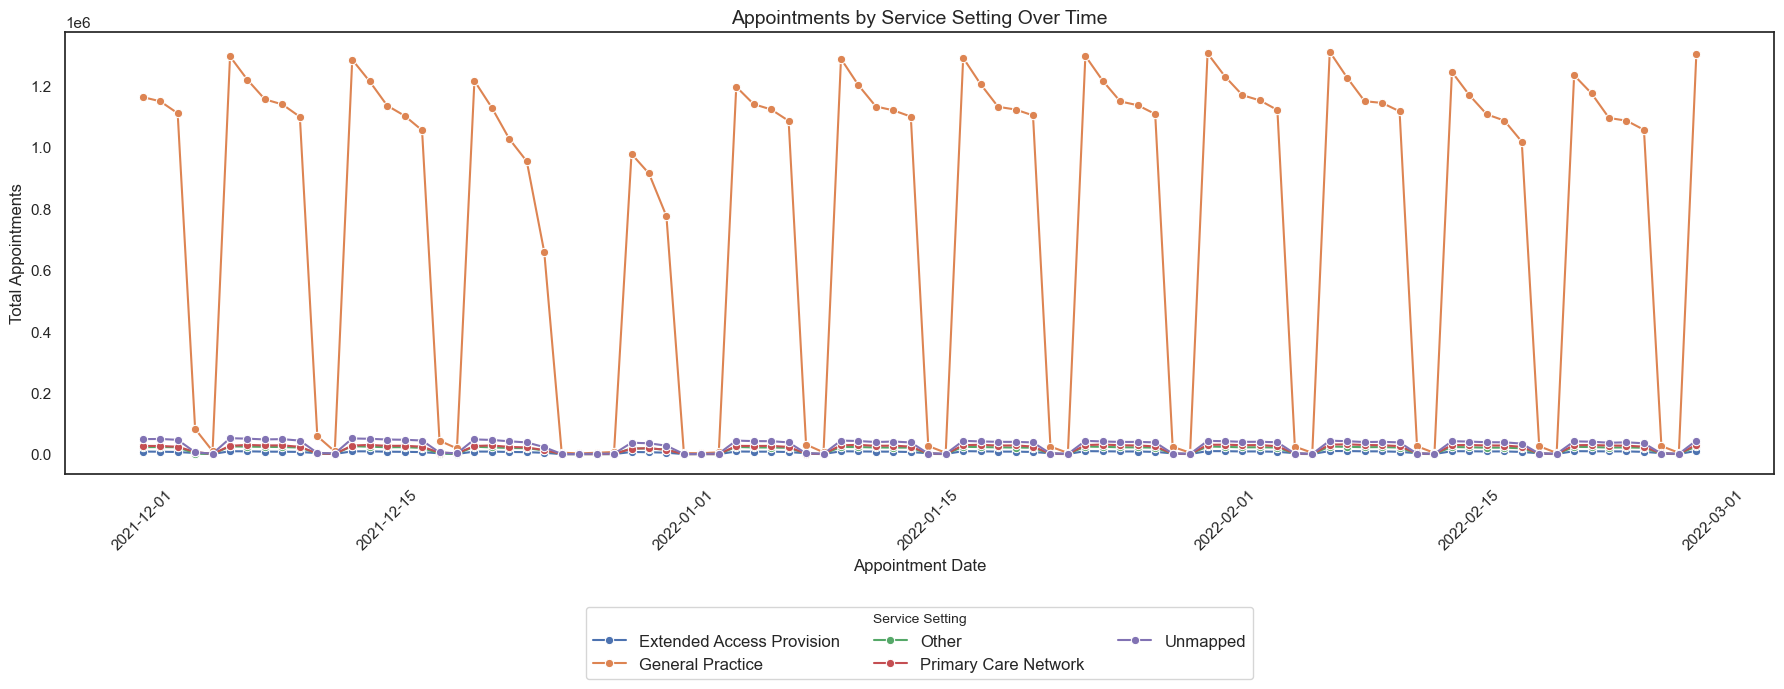 Appointments by Service Setting Over Time
1e6
1.2
1.0
0.8
0.6
0.4
0.2
0.0
Total Appointments
2021-12-01
2021-12-15
2022-01-01
2022-01-15
2022-02-01
2022-02-15
2022-03-01
Appointment Date
Service Setting
Extended Access Provision
General Practice
Other
Primary Care Network
Unmapped